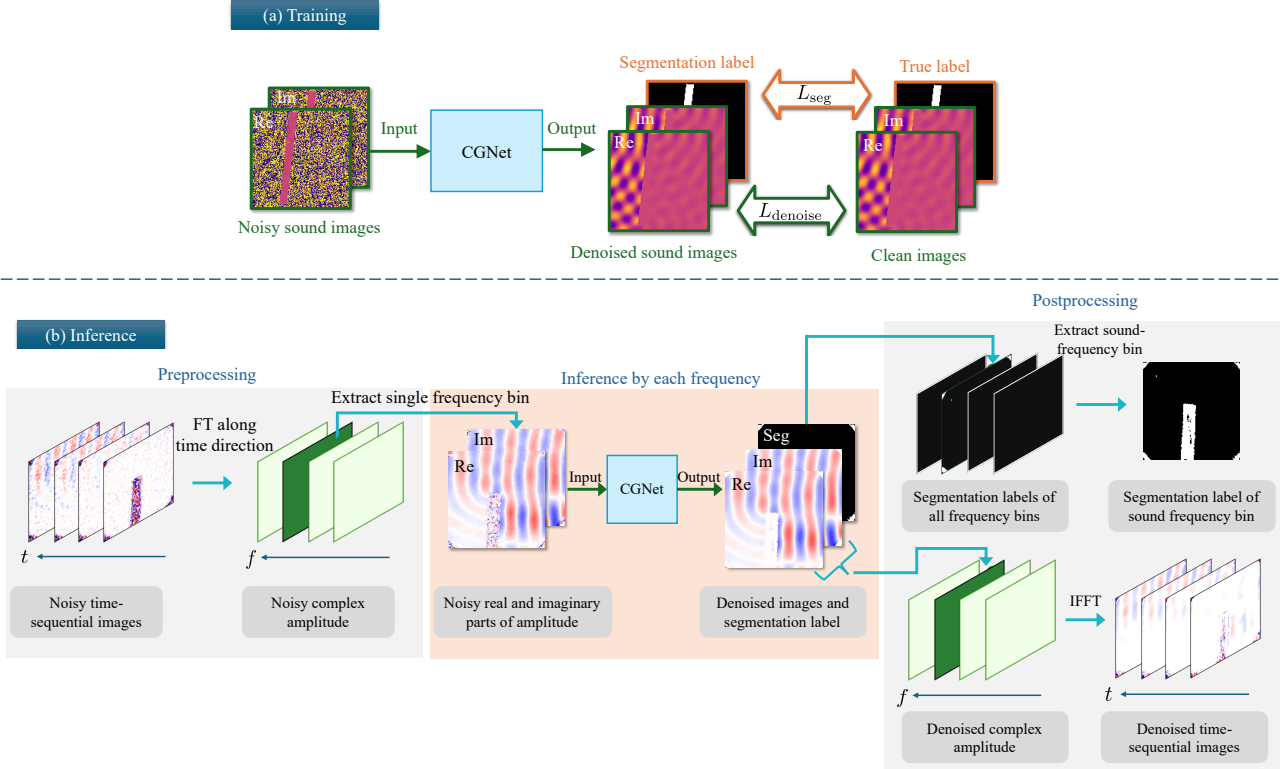 (a) Training
Segmentation label
True label
Im
Re
Input
CGNet
Output
Im
Re
L_seg
Im
Re
L_denoise
Noisy sound images
Denoised sound images
Clean images
Postprocessing
(b) Inference
Preprocessing
Inference by each frequency
Extract sound-
frequency bin
Extract single frequency bin
FT along
time direction
Im
Re
Input
CGNet
Output
Seg
Im
Re
Segmentation labels of
all frequency bins
Segmentation label of
sound frequency bin
t
f
Noisy time-
sequential images
Noisy complex
amplitude
Noisy real and imaginary
parts of amplitude
Denoised images and
segmentation label
IFFT
f
t
Denoised complex
amplitude
Denoised time-
sequential images